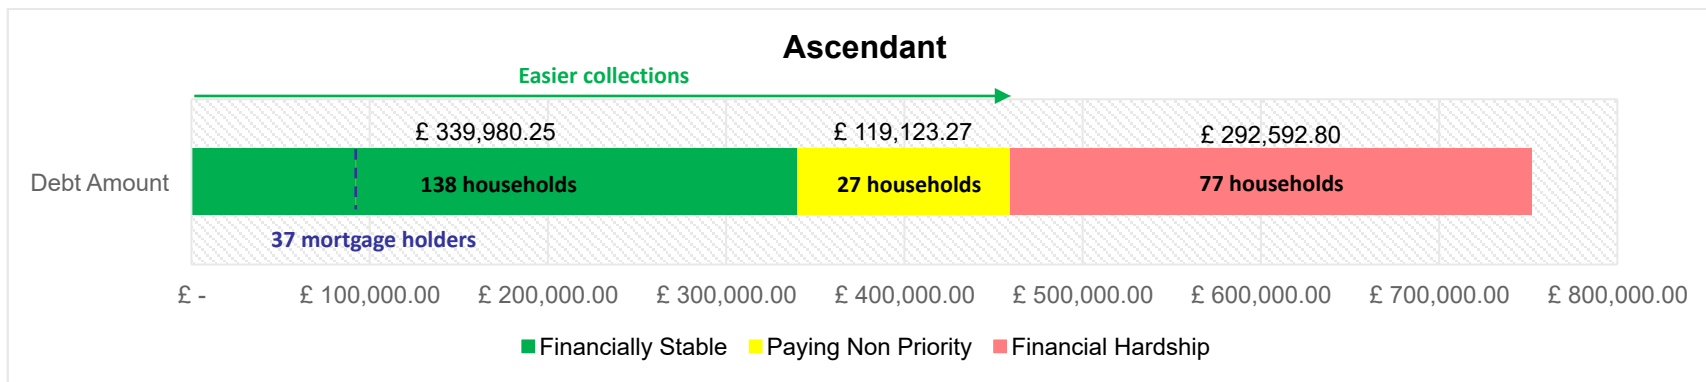 Ascendant
Easier collections
£ 339,980.25
£ 119,123.27
£ 292,592.80
Debt Amount
138 households
27 households
77 households
37 mortgage holders
£ -
£ 100,000.00
£ 200,000.00
£ 300,000.00
£ 400,000.00
£ 500,000.00
£ 600,000.00
£ 700,000.00
£ 800,000.00
Financially Stable
Paying Non Priority
Financial Hardship